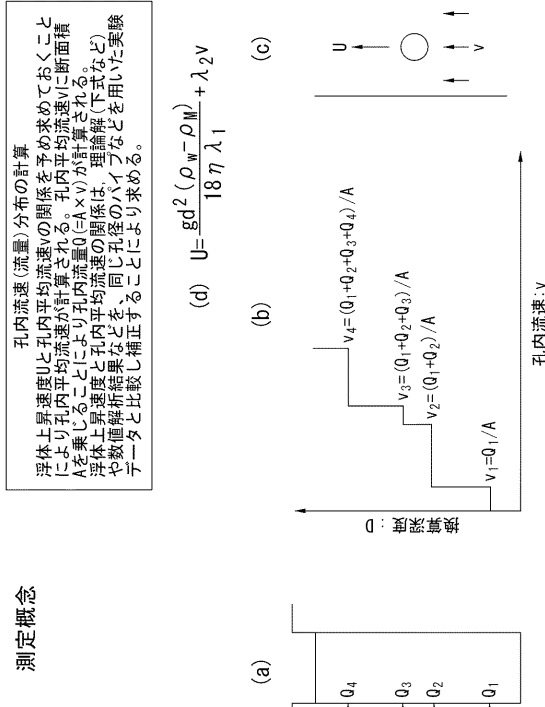 測定概念
孔内流速(流量)分布の計算
浮体上昇速度Uと孔内平均流速vの関係を予め求めておくこと
により孔内平均流速が計算される。孔内平均流速vに断面積
Aを乗じることにより孔内流量Q(=A×v)が計算される。
浮体上昇速度と孔内平均流速の関係は、理論解(下式など)
や数値解析結果などを、同じ孔径のパイプなどを用いた実験
データと比較し補正することにより求める。
(d) U=gd²(ρw-ρM)/18ηλ₁+λ₂v
(a)
Q₄
Q₃
Q₂
Q₁
(b)
換算深度:D
v₄=(Q₁+Q₂+Q₃+Q₄)/A
v₃=(Q₁+Q₂+Q₃)/A
v₂=(Q₁+Q₂)/A
v₁=Q₁/A
孔内流速:v
(c)
U
v